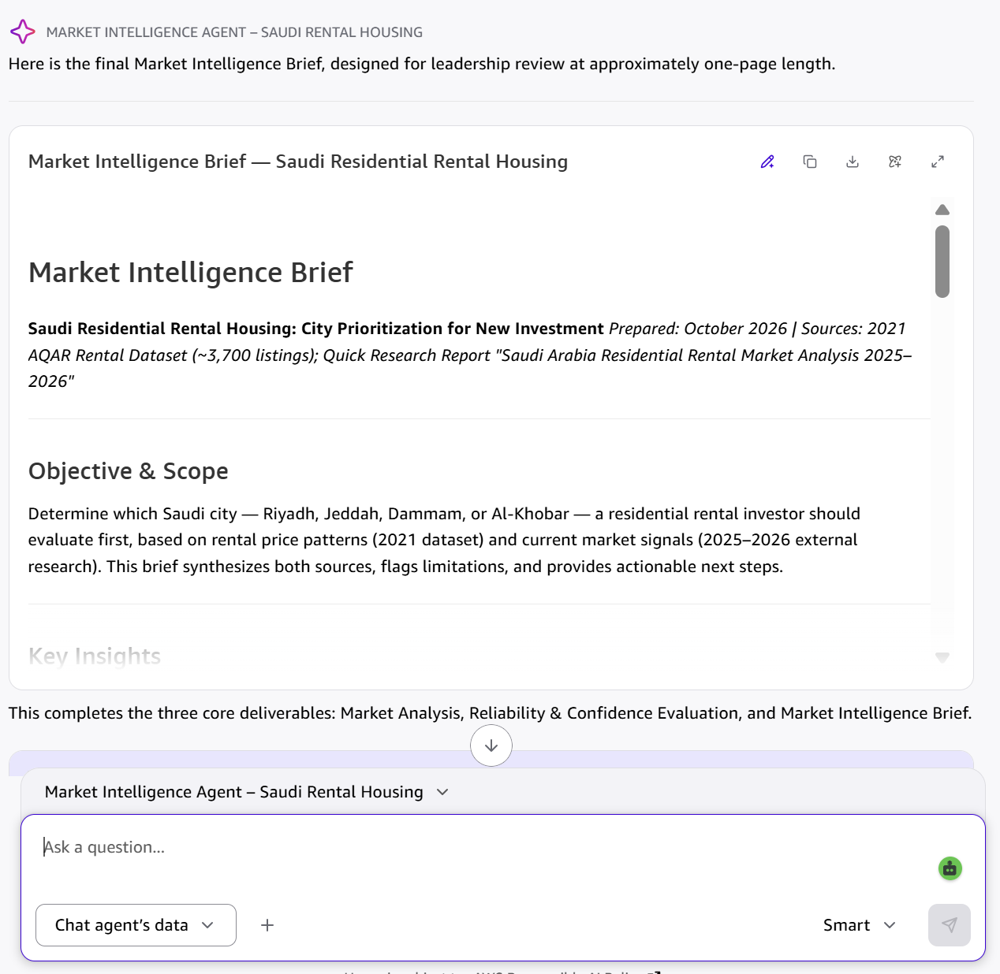 MARKET INTELLIGENCE AGENT – SAUDI RENTAL HOUSING
Here is the final Market Intelligence Brief, designed for leadership review at approximately one-page length.
Market Intelligence Brief — Saudi Residential Rental Housing
Market Intelligence Brief
Saudi Residential Rental Housing: City Prioritization for New Investment Prepared: October 2026 | Sources: 2021
AQAR Rental Dataset (~3,700 listings); Quick Research Report "Saudi Arabia Residential Rental Market Analysis 2025–
2026"
Objective & Scope
Determine which Saudi city — Riyadh, Jeddah, Dammam, or Al-Khobar — a residential rental investor should
evaluate first, based on rental price patterns (2021 dataset) and current market signals (2025–2026 external
research). This brief synthesizes both sources, flags limitations, and provides actionable next steps.
Key Insights
This completes the three core deliverables: Market Analysis, Reliability & Confidence Evaluation, and Market Intelligence Brief.
Market Intelligence Agent – Saudi Rental Housing
Ask a question...
Chat agent's data
Smart